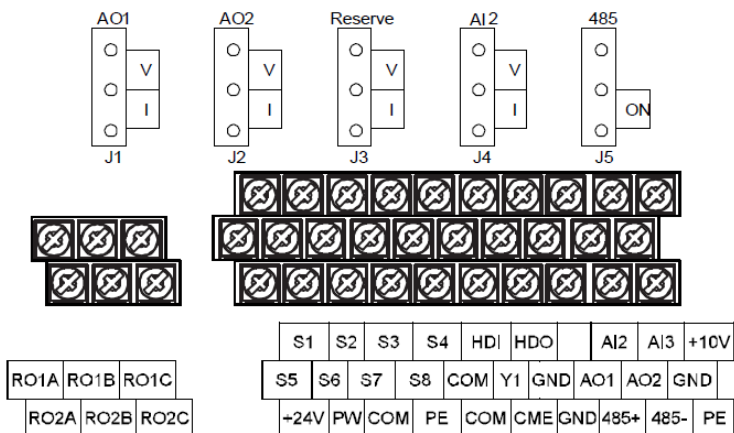 AO1 AO2 Reserve AI2 485
V V V V
I I I I ON
J1 J2 J3 J4 J5
S1 S2 S3 S4 HDI HDO AI2 AI3 +10V
RO1A RO1B RO1C S5 S6 S7 S8 COM Y1 GND AO1 AO2 GND
RO2A RO2B RO2C +24V PW COM PE COM CME GND 485+ 485- PE